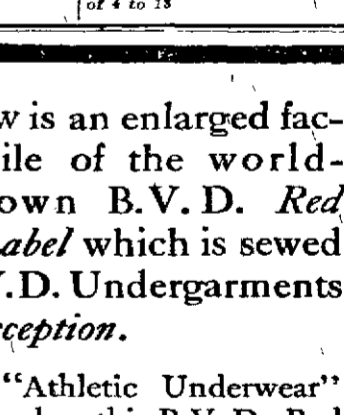 of 4 to 18
w is an enlarged fac-
ile of the world-
own B.V.D. Red
abel which is sewed
V.D. Undergarments
ception.
"Athletic Underwear"